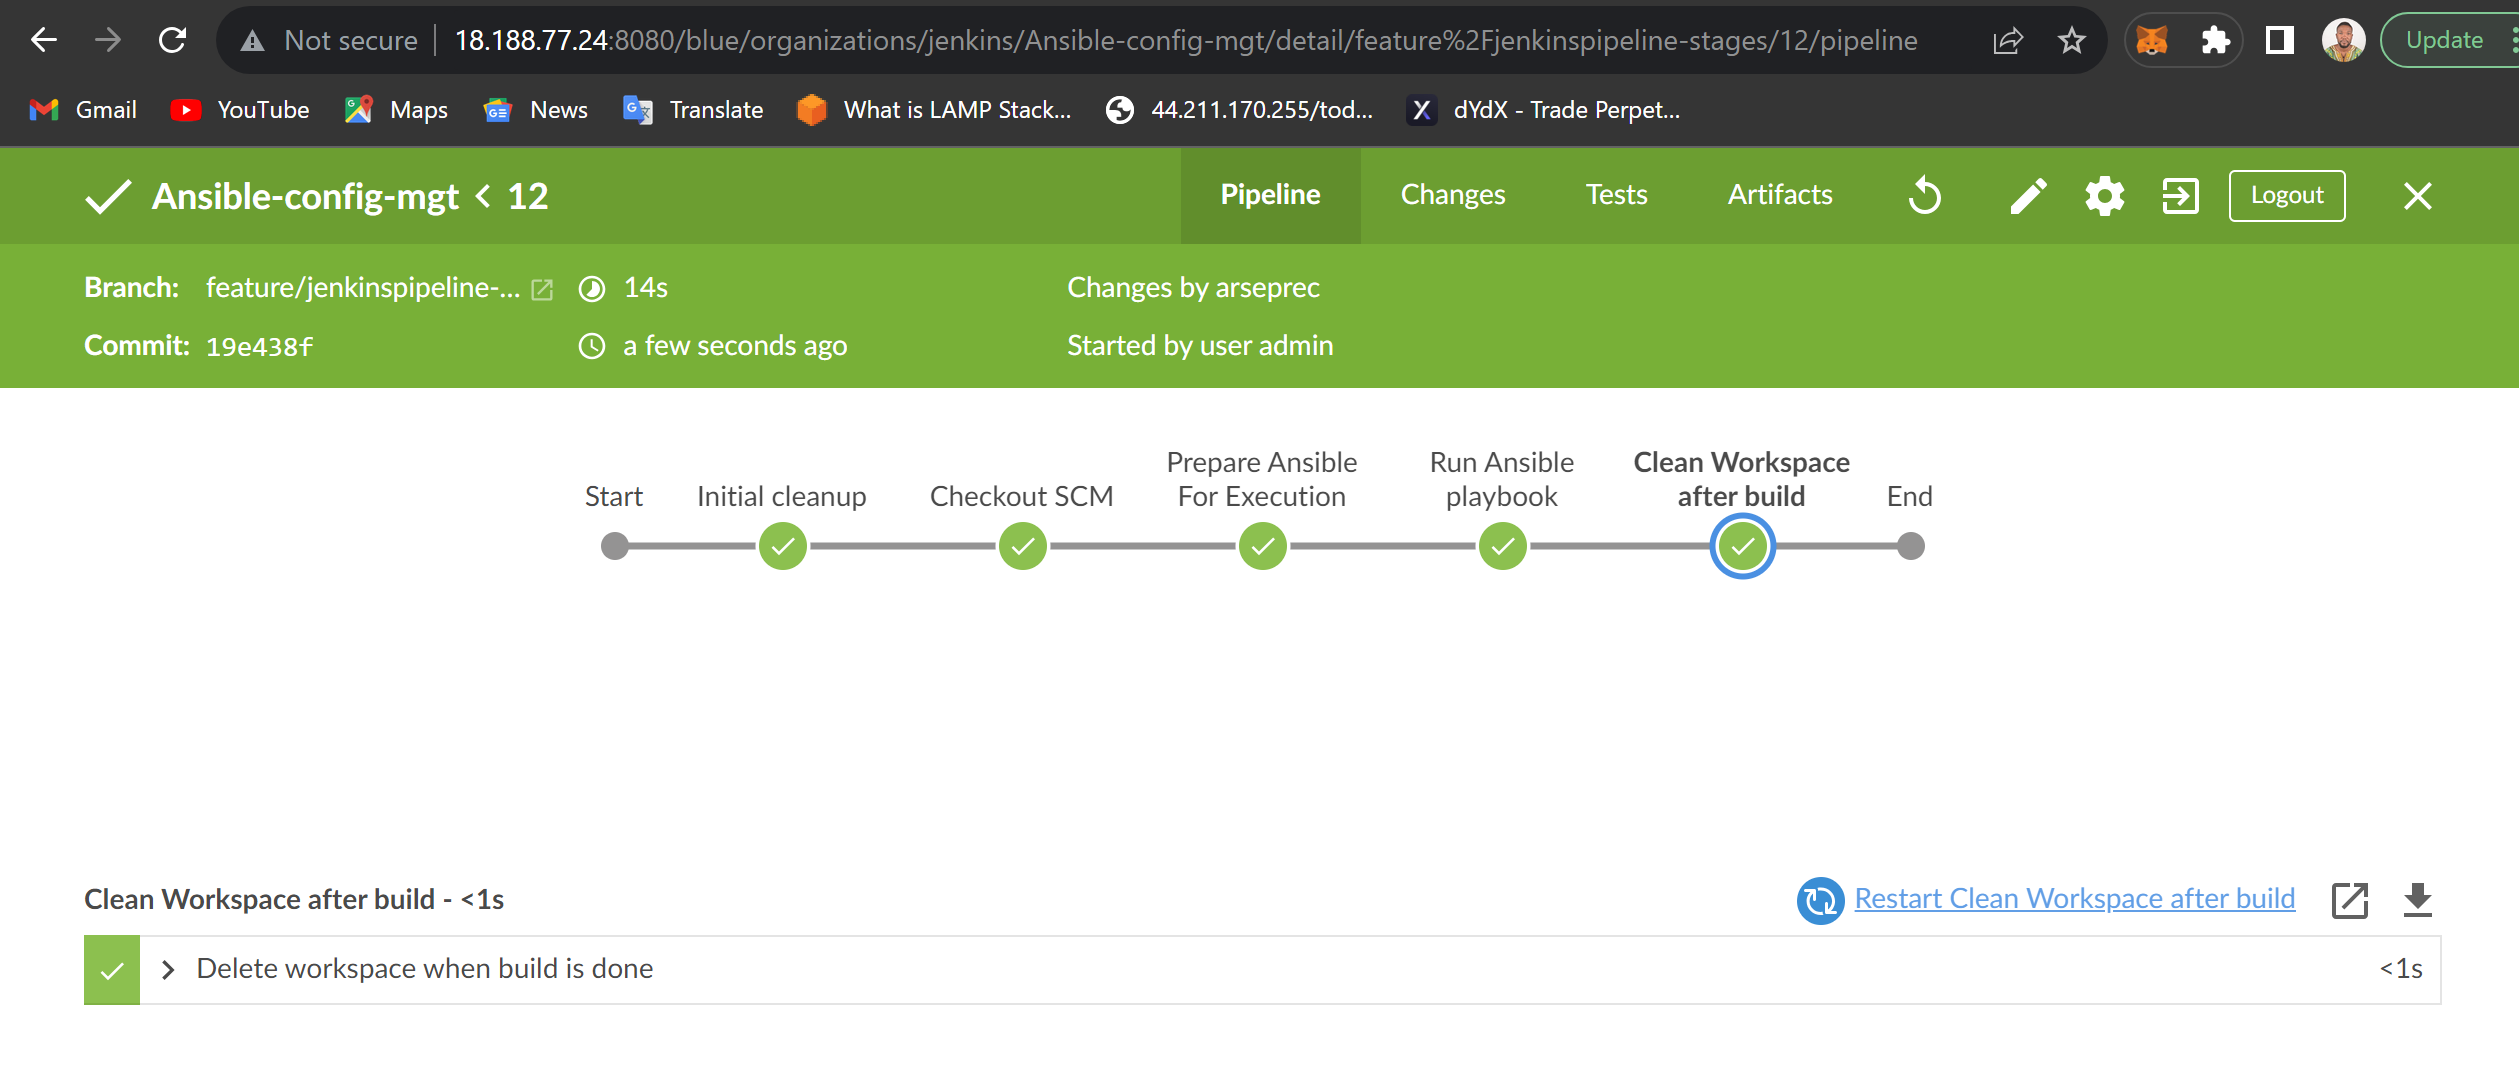 Not secure 18.188.77.24:8080/blue/organizations/jenkins/Ansible-config-mgt/detail/feature%2Fjenkinspipeline-stages/12/pipeline Update
Gmail YouTube Maps News Translate What is LAMP Stack... 44.211.170.255/tod... dYdX - Trade Perpet...
Ansible-config-mgt < 12 Pipeline Changes Tests Artifacts Logout
Branch: feature/jenkinspipeline-... 14s Changes by arseprec
Commit: 19e438f a few seconds ago Started by user admin
Start
Initial cleanup
Checkout SCM
Prepare Ansible
For Execution
Run Ansible
playbook
Clean Workspace
after build
End
Clean Workspace after build - <1s Restart Clean Workspace after build
Delete workspace when build is done <1s